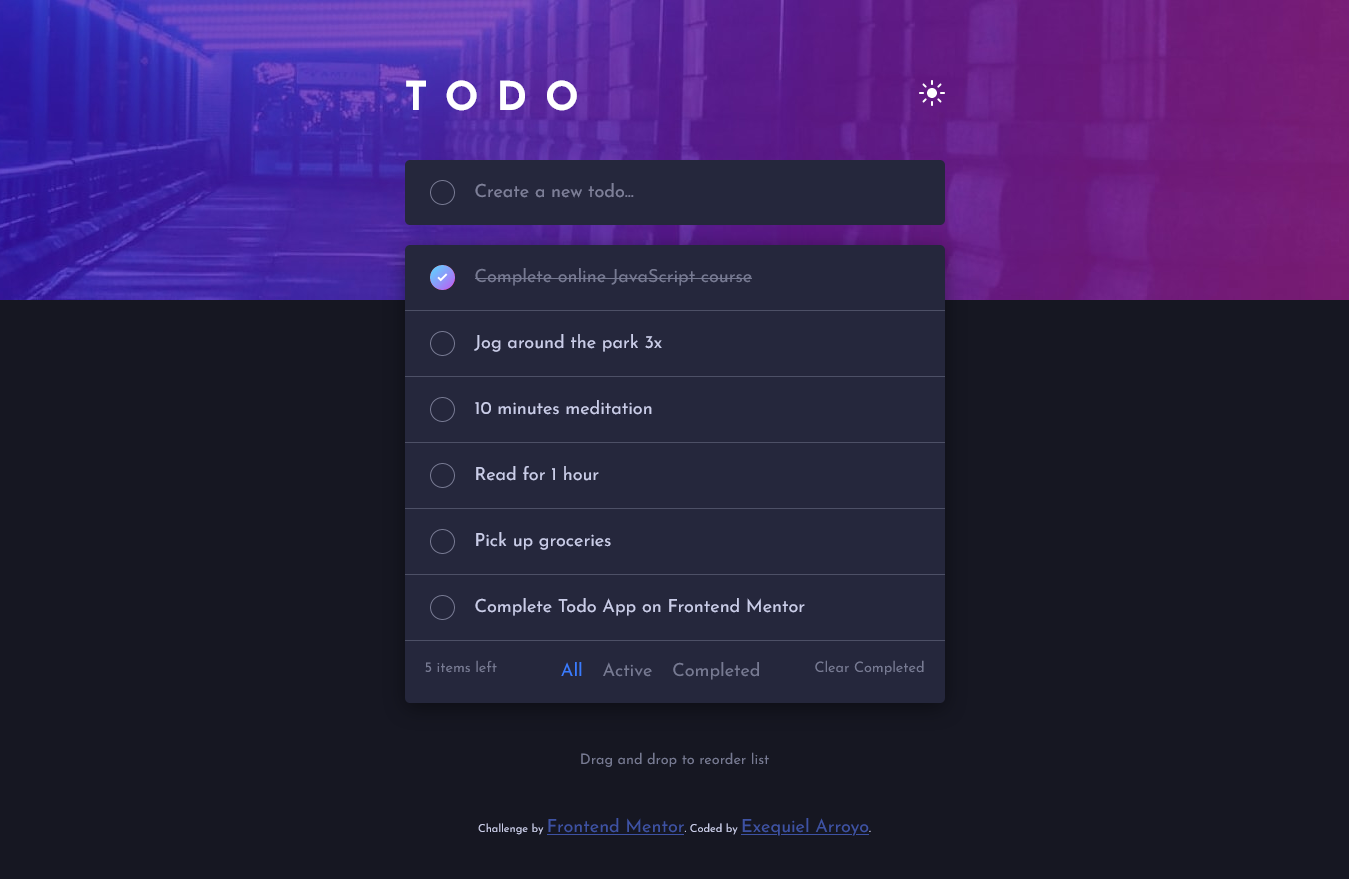 TODO
Create a new todo...
Complete online JavaScript course
Jog around the park 3x
10 minutes meditation
Read for 1 hour
Pick up groceries
Complete Todo App on Frontend Mentor
5 items left All Active Completed Clear Completed
Drag and drop to reorder list
Challenge by Frontend Mentor. Coded by Exequiel Arroyo.